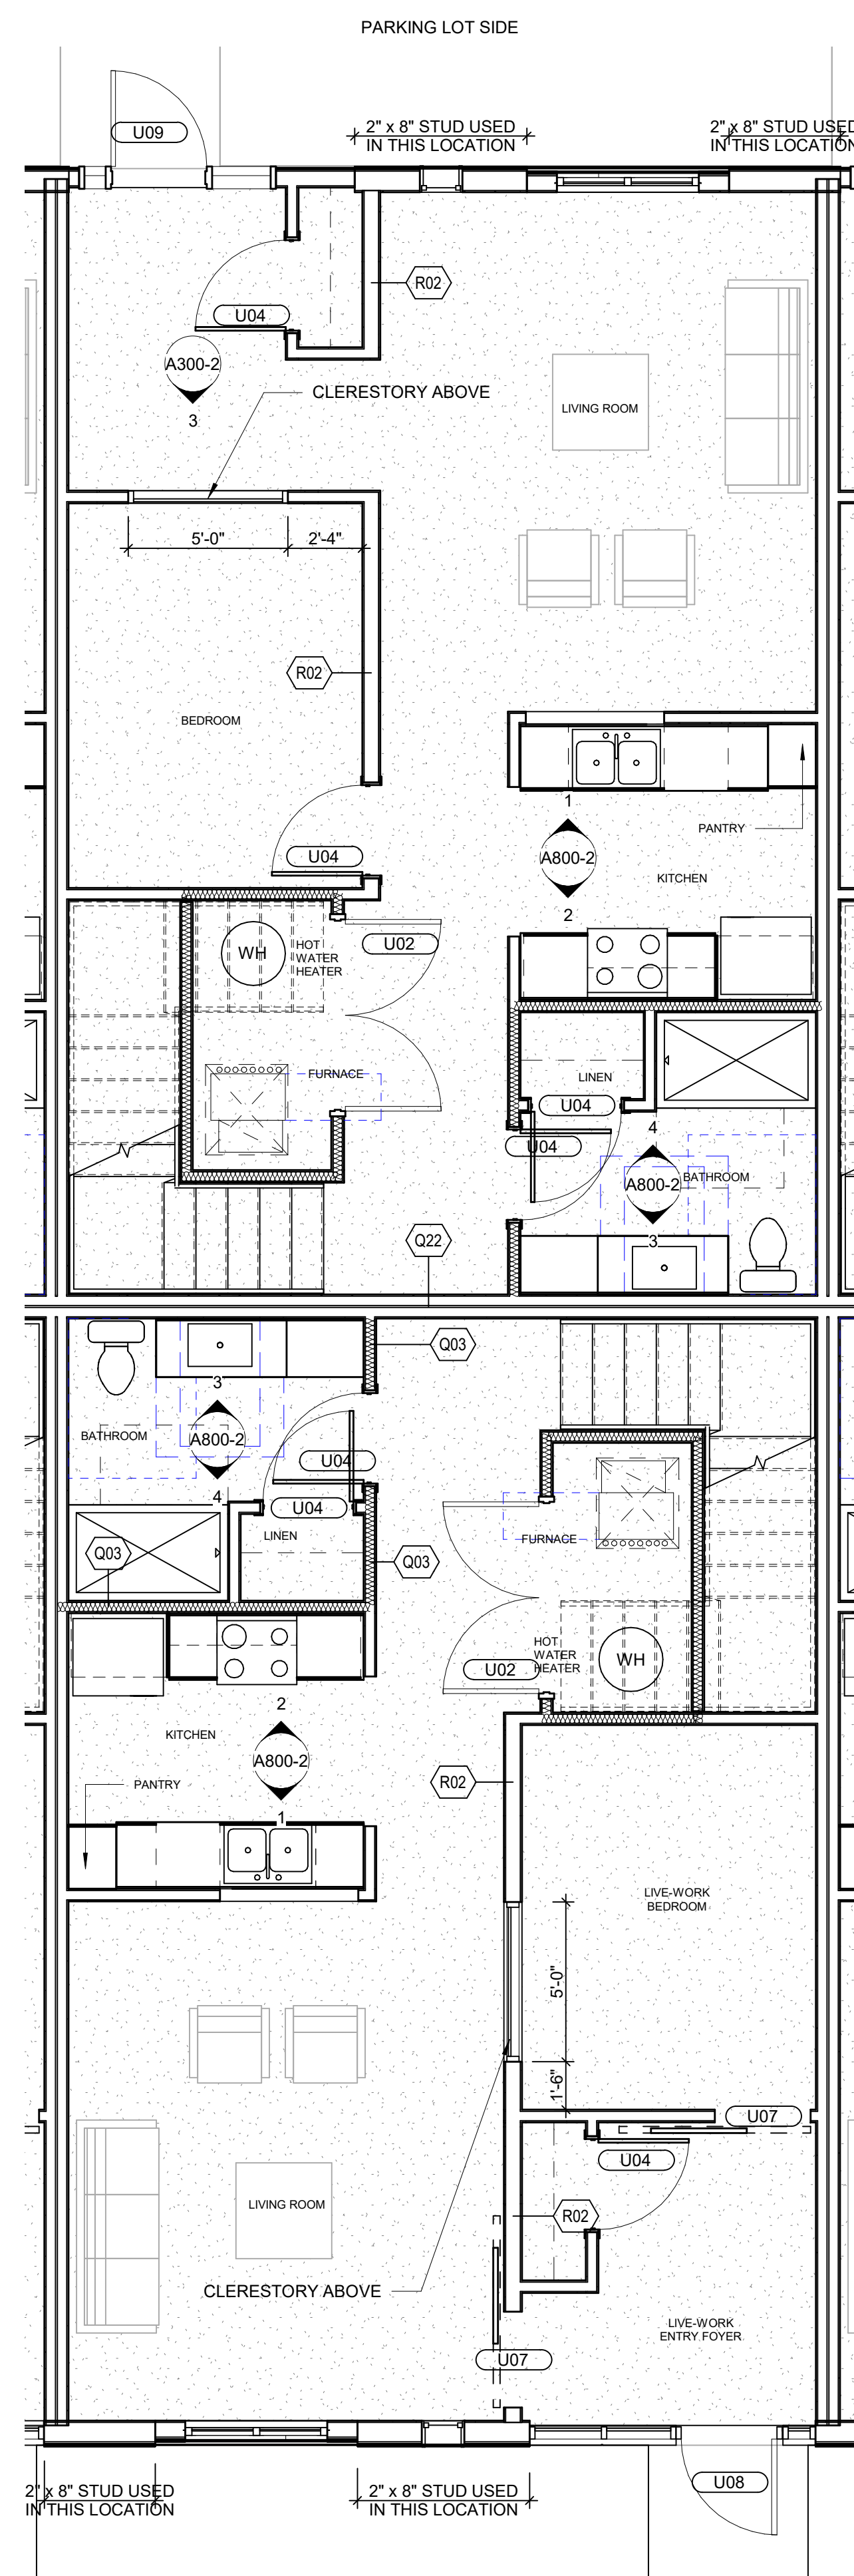 PARKING LOT SIDE
U09
2" x 8" STUD USED
IN THIS LOCATION
2" x 8" STUD USED
IN THIS LOCATION
R02
U04
A300-2
3
CLERESTORY ABOVE
LIVING ROOM
5'-0"
2'-4"
R02
BEDROOM
1
PANTRY
U04
A800-2
KITCHEN
2
WH
HOT
WATER
HEATER
U02
FURNACE
LINEN
U04
4
U04
A800-2
BATHROOM
3
Q22
Q03
3
BATHROOM
A800-2
U04
4
U04
LINEN
Q03
Q03
FURNACE
HOT
WATER
HEATER
U02
WH
2
KITCHEN
A800-2
PANTRY
R02
1
LIVE-WORK
BEDROOM
5'-0"
1'-6"
U07
U04
LIVING ROOM
R02
CLERESTORY ABOVE
LIVE-WORK
ENTRY FOYER
U07
U08
2" x 8" STUD USED
IN THIS LOCATION
2" x 8" STUD USED
IN THIS LOCATION